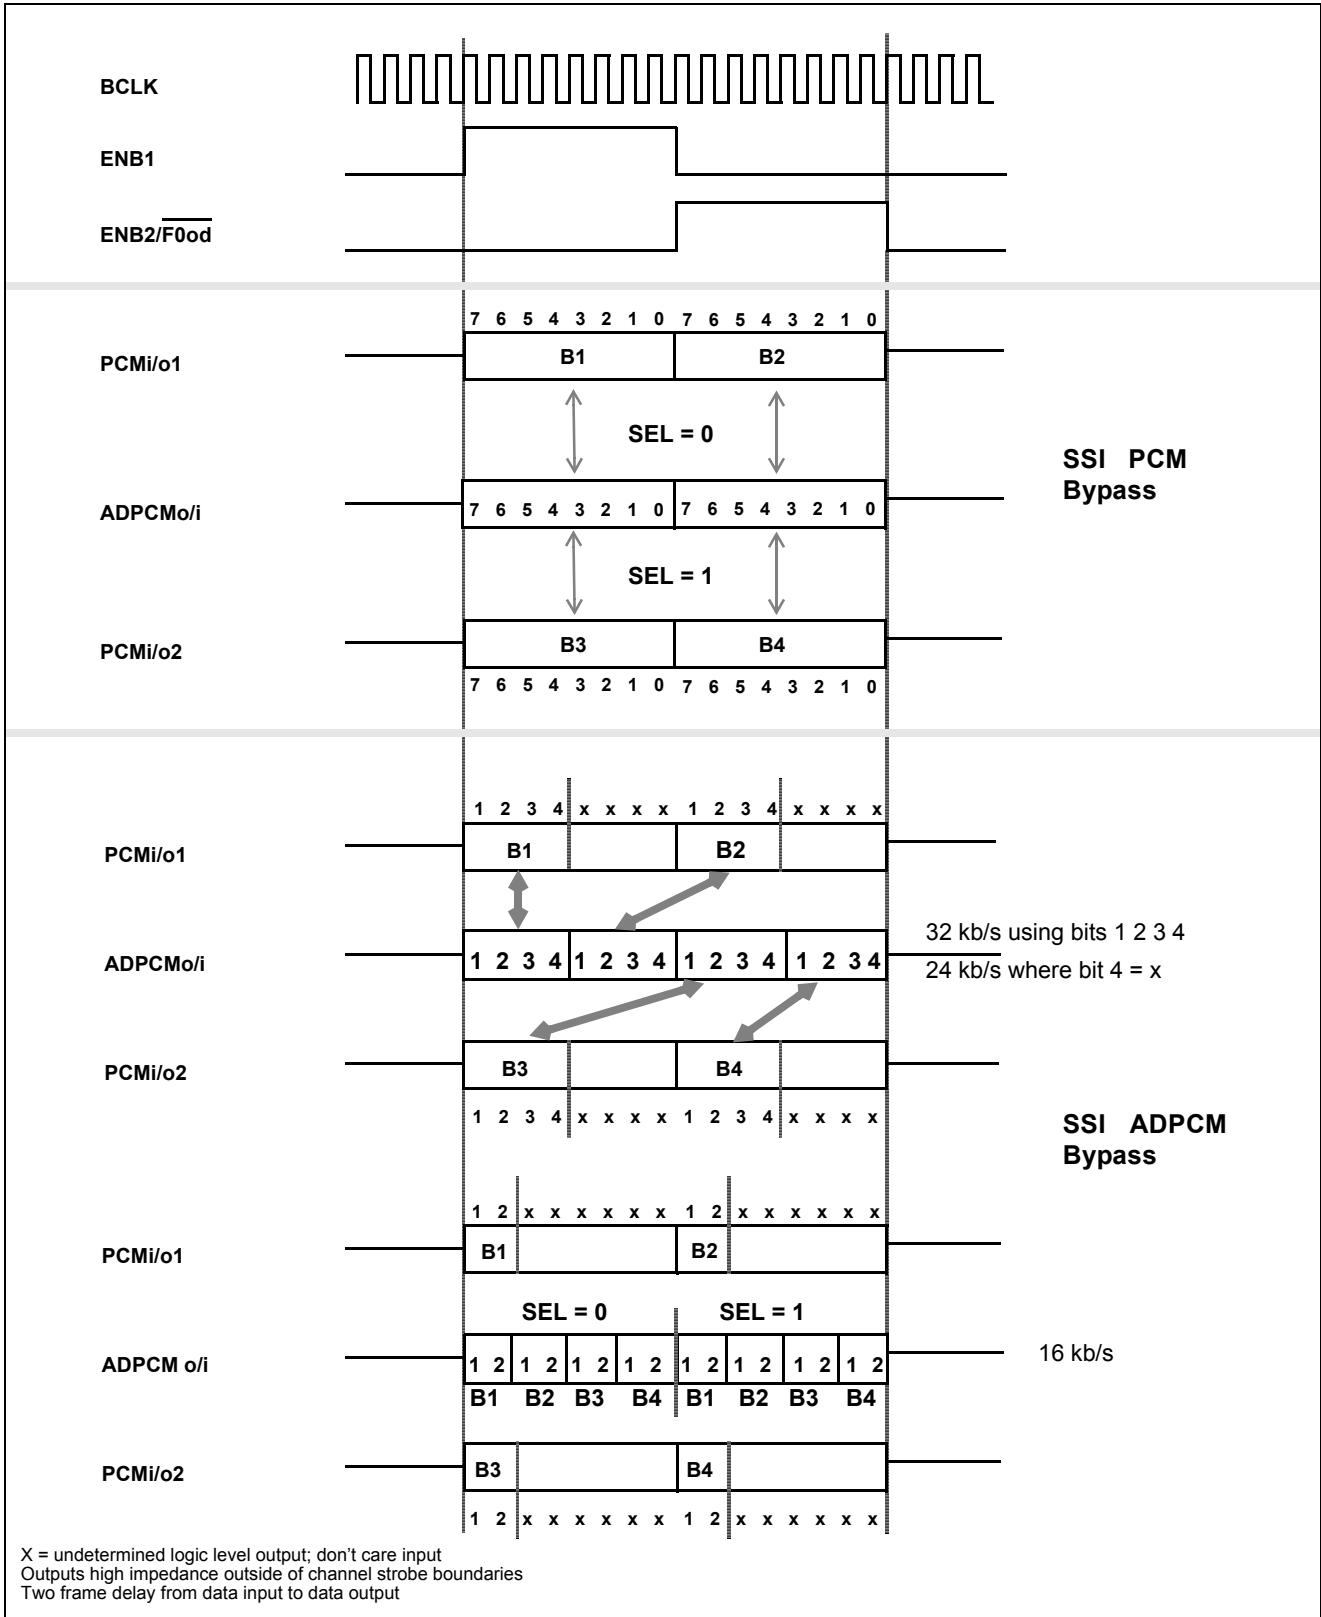 BCLK
ENB1
ENB2/F0od
7 6 5 4 3 2 1 0 7 6 5 4 3 2 1 0
PCMi/o1
B1 B2
SEL = 0
SSI PCM
Bypass
ADPCMo/i
7 6 5 4 3 2 1 0 7 6 5 4 3 2 1 0
SEL = 1
PCMi/o2
B3 B4
7 6 5 4 3 2 1 0 7 6 5 4 3 2 1 0
1 2 3 4 x x x x 1 2 3 4 x x x x
PCMi/o1
B1 B2
ADPCMo/i
1 2 3 4 1 2 3 4 1 2 3 4 1 2 3 4
32 kb/s using bits 1 2 3 4
24 kb/s where bit 4 = x
PCMi/o2
B3 B4
1 2 3 4 x x x x 1 2 3 4 x x x x
SSI ADPCM
Bypass
1 2 x x x x x x 1 2 x x x x x x
PCMi/o1
B1 B2
SEL = 0 SEL = 1
ADPCM o/i
1 2 1 2 1 2 1 2 1 2 1 2 1 2 1 2
16 kb/s
B1 B2 B3 B4 B1 B2 B3 B4
PCMi/o2
B3 B4
1 2 x x x x x x 1 2 x x x x x x
X = undetermined logic level output; don't care input
Outputs high impedance outside of channel strobe boundaries
Two frame delay from data input to data output